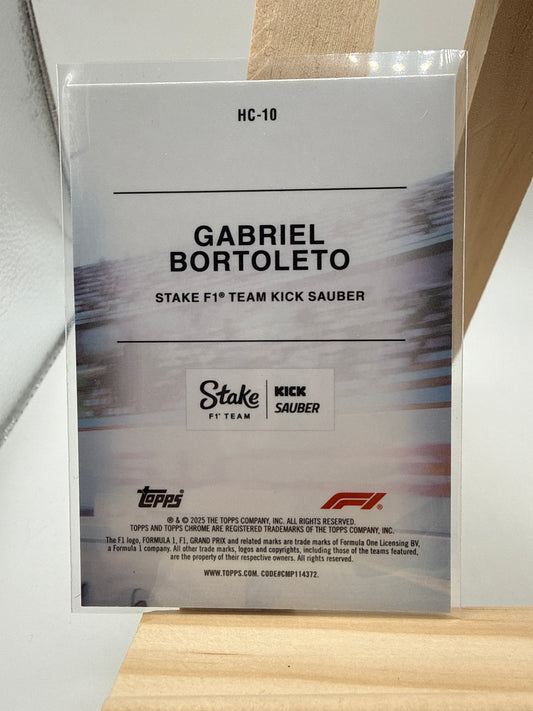 HC-10
GABRIEL
BORTOLETO
STAKE F1® TEAM KICK SAUBER
Stake
F1® TEAM
KICK
SAUBER
topps®
F1®
® & © 2025 THE TOPPS COMPANY, INC. ALL RIGHTS RESERVED.
TOPPS AND TOPPS CHROME ARE REGISTERED TRADEMARKS OF THE TOPPS COMPANY, INC.
The F1 logo, FORMULA 1, F1, GRAND PRIX and related marks are trade marks of Formula One Licensing BV,
a Formula 1 company. All other trade marks, logos and copyrights, including those of the teams featured,
are the property of their respective owners. All rights reserved.
WWW.TOPPS.COM. CODE#CMP114372.